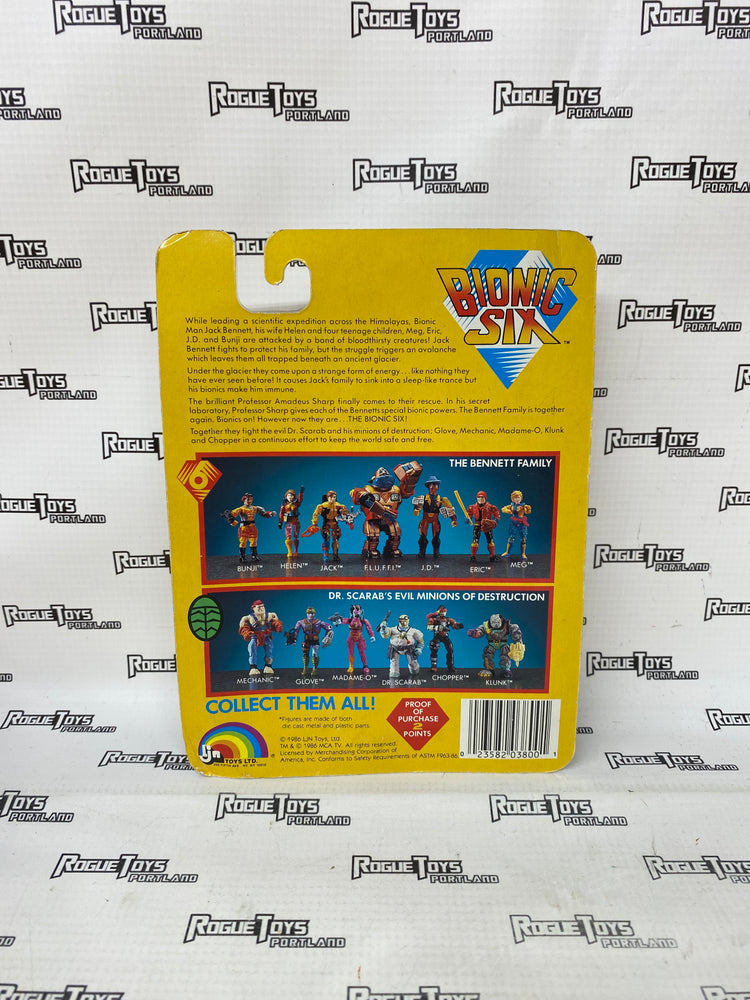 ROGUE TOYS
PORTLAND
BIONIC
SIX™
While leading a scientific expedition across the Himalayas, Bionic
Man Jack Bennett, his wife Helen and four teenage children, Meg, Eric,
J.D. and Bunji are attacked by a band of bloodthirsty creatures! Jack
Bennett fights to protect his family, but the struggle triggers an avalanche
which leaves them all trapped beneath an ancient glacier.
Under the glacier they come upon a strange form of energy...like nothing they
have ever seen before! It causes Jack's family to sink into a sleep-like trance but
his bionics make him immune.
The brilliant Professor Amadeus Sharp finally comes to their rescue. In his secret
laboratory, Professor Sharp gives each of the Bennetts special bionic powers. The Bennett Family is together
again. Bionics on! However now they are...THE BIONIC SIX!
Together they fight the evil Dr. Scarab and his minions of destruction; Glove, Mechanic, Madame-O, Klunk
and Chopper in a continuous effort to keep the world safe and free.
6
THE BENNETT FAMILY
BUNJI™ HELEN™ JACK™ F.L.U.F.F.I.™ J.D.™ ERIC™ MEG™
DR. SCARAB'S EVIL MINIONS OF DESTRUCTION
MECHANIC™ GLOVE™ MADAME-O™ DR. SCARAB™ CHOPPER™ KLUNK™
COLLECT THEM ALL!
*Figures are made of both
die cast metal and plastic parts.
PROOF
OF
PURCHASE
2
POINTS
© 1986 LJN Toys, Ltd.
TM & © 1986 MCA TV. All rights reserved.
Licensed by Merchandising Corporation of
America, Inc. Conforms to Safety Requirements of ASTM F963-86
LJN
TOYS LTD.
0 23582 03800 1